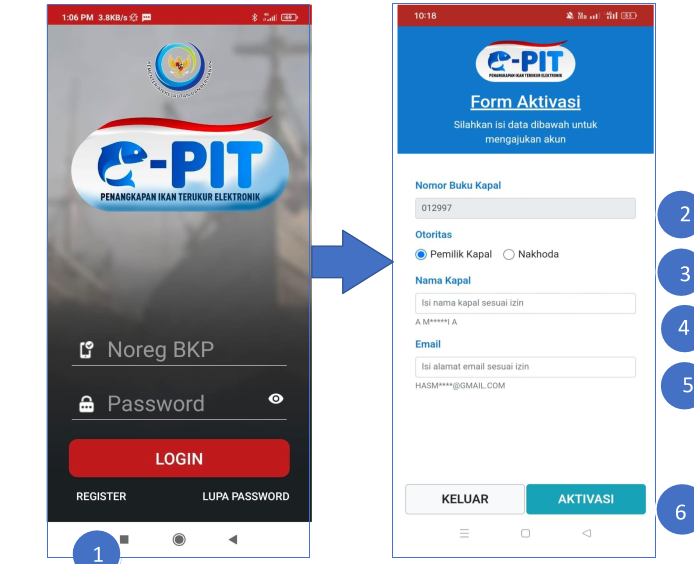 1:06 PM 3.8KB/s
69
e-PIT
PENANGKAPAN IKAN TERUKUR ELEKTRONIK
Noreg BKP
Password
LOGIN
REGISTER
LUPA PASSWORD
1
10:18
e-PIT
PENANGKAPAN IKAN TERUKUR ELEKTRONIK
Form Aktivasi
Silahkan isi data dibawah untuk
mengajukan akun
Nomor Buku Kapal
012997
2
Otoritas
Pemilik Kapal
Nakhoda
3
Nama Kapal
Isi nama kapal sesuai izin
A M*****I A
4
Email
Isi alamat email sesuai izin
HASM****@GMAIL.COM
5
KELUAR
AKTIVASI
6